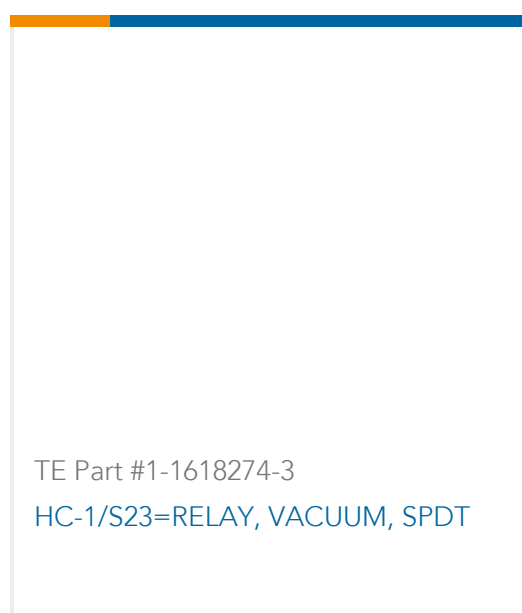 TE Part #1-1618274-3
HC-1/S23=RELAY, VACUUM, SPDT